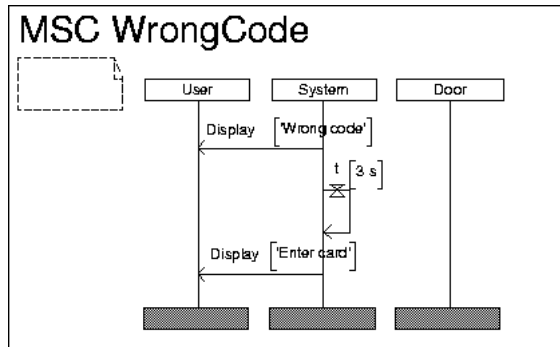 MSC WrongCode
User System Door
Display ['Wrong code']
t [3 s]
Display ['Enter card']